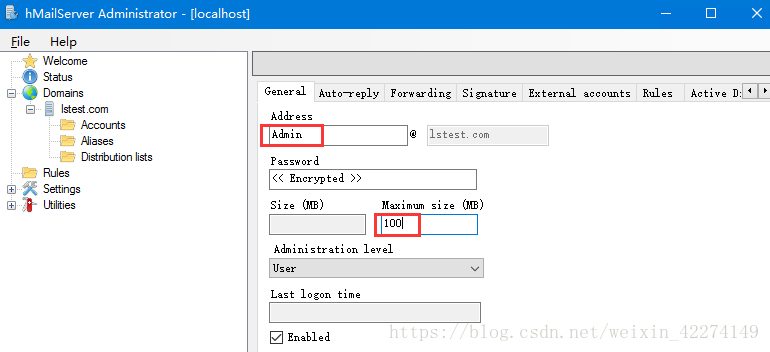 hMailServer Administrator - [localhost]
File Help
Welcome
Status
Domains
lstest.com
Accounts
Aliases
Distribution lists
Rules
Settings
Utilities
General Auto-reply Forwarding Signature External accounts Rules Active D
Address
Admin @ lstest.com
Password
<< Encrypted >>
Size (MB) Maximum size (MB)
100
Administration level
User
Last logon time
Enabled
https://blog.csdn.net/weixin_42274149